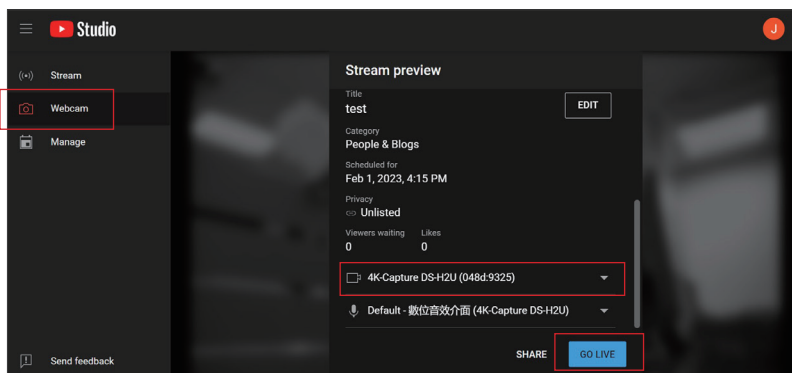 Studio
J
Stream
Webcam
Manage
Send feedback
Stream preview
Title
test
EDIT
Category
People & Blogs
Scheduled for
Feb 1, 2023, 4:15 PM
Privacy
Unlisted
Viewers waiting Likes
0 0
4K-Capture DS-H2U (048d:9325)
Default - 數位音效介面 (4K-Capture DS-H2U)
SHARE GO LIVE